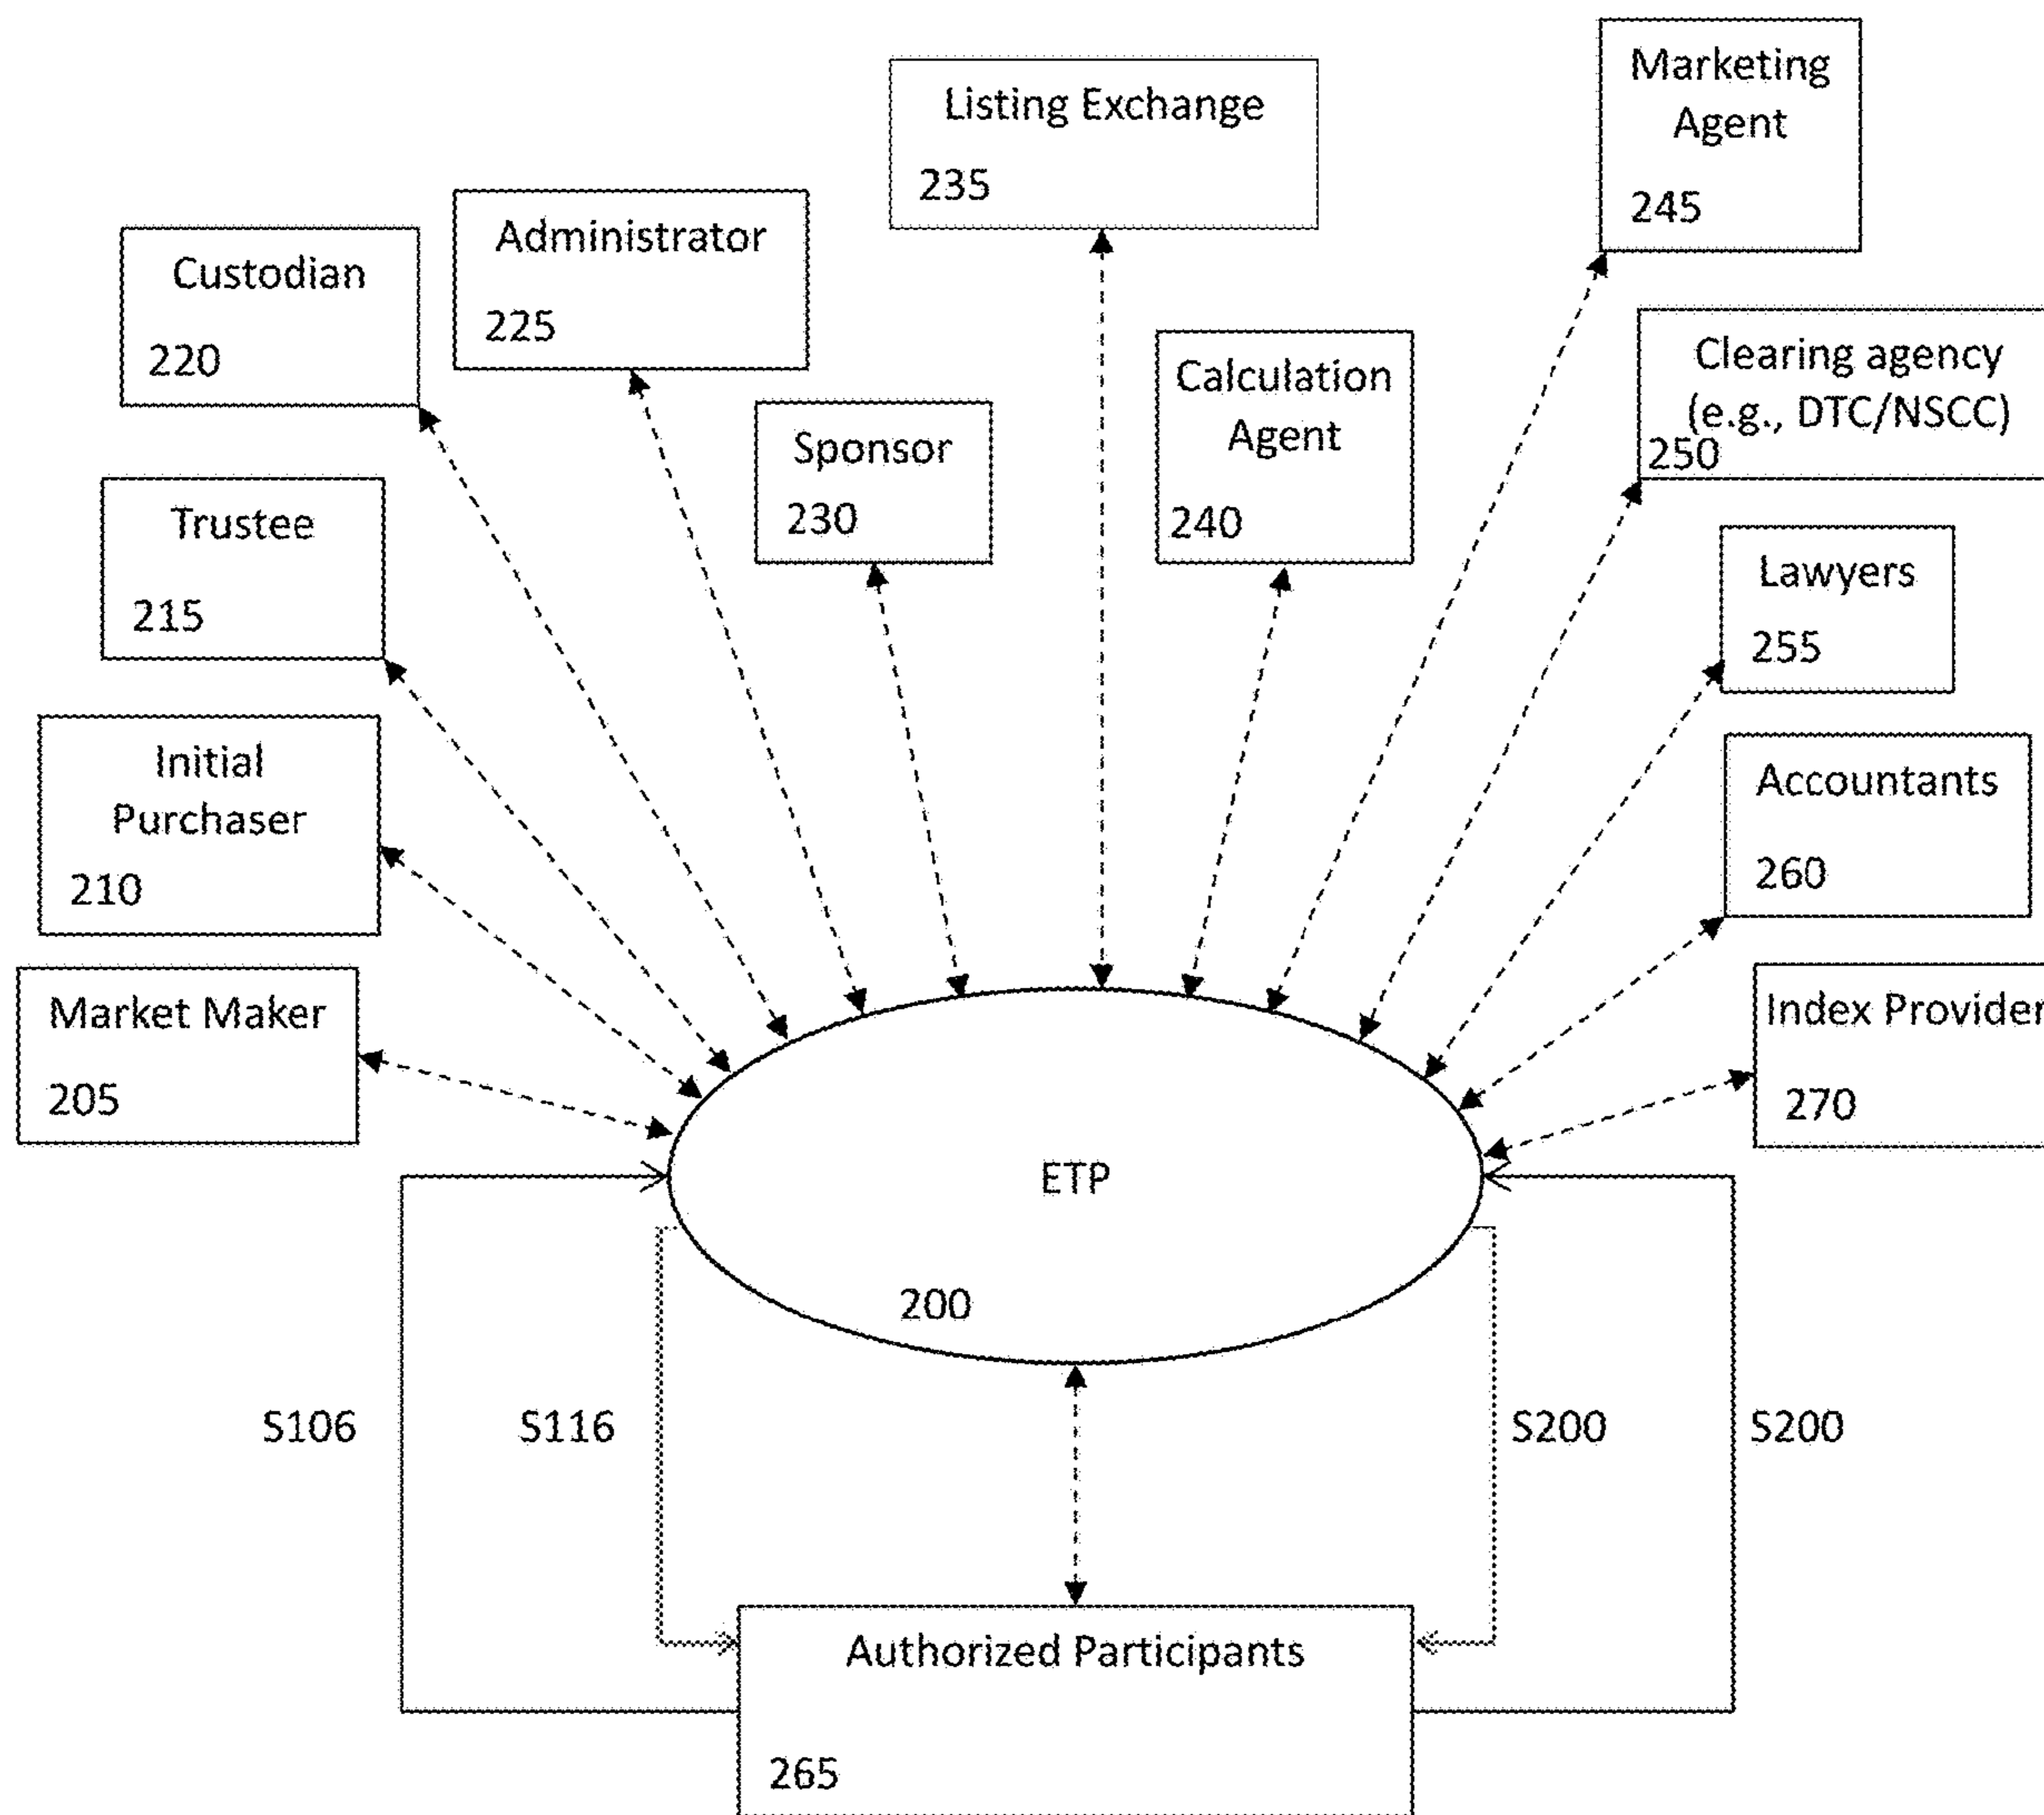 Marketing
Agent
245
Listing Exchange
235
Administrator
225
Custodian
220
Clearing agency
(e.g., DTC/NSCC)
250
Calculation
Agent
240
Sponsor
230
Trustee
215
Lawyers
255
Initial
Purchaser
210
Accountants
260
Market Maker
205
Index Provider
270
ETP
200
S106
S116
S200
S200
Authorized Participants
265